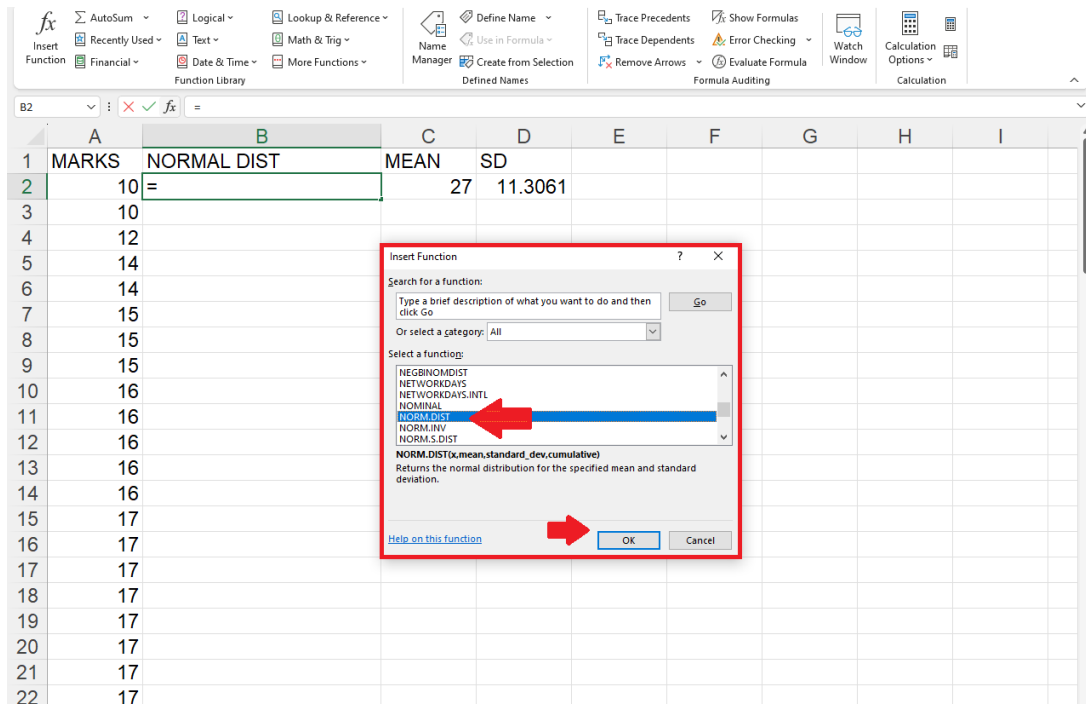 fx Insert Function
AutoSum
Recently Used
Financial
Logical
Text
Date & Time
Lookup & Reference
Math & Trig
More Functions
Function Library
Name Manager
Define Name
Use in Formula
Create from Selection
Defined Names
Trace Precedents
Trace Dependents
Remove Arrows
Show Formulas
Error Checking
Evaluate Formula
Formula Auditing
Watch Window
Calculation Options
Calculation
B2 fx =
A B C D E F G H I
1 MARKS NORMAL DIST MEAN SD
2 10 = 27 11.3061
3 10
4 12
5 14
6 14
7 15
8 15
9 15
10 16
11 16
12 16
13 16
14 16
15 17
16 17
17 17
18 17
19 17
20 17
21 17
22 17
Insert Function ?
Search for a function:
Type a brief description of what you want to do and then
click Go
Go
Or select a category: All
Select a function:
NEGBINOMDIST
NETWORKDAYS
NETWORKDAYS.INTL
NOMINAL
NORM.DIST
NORM.INV
NORM.S.DIST
NORM.DIST(x,mean,standard_dev,cumulative)
Returns the normal distribution for the specified mean and standard
deviation.
Help on this function
OK Cancel